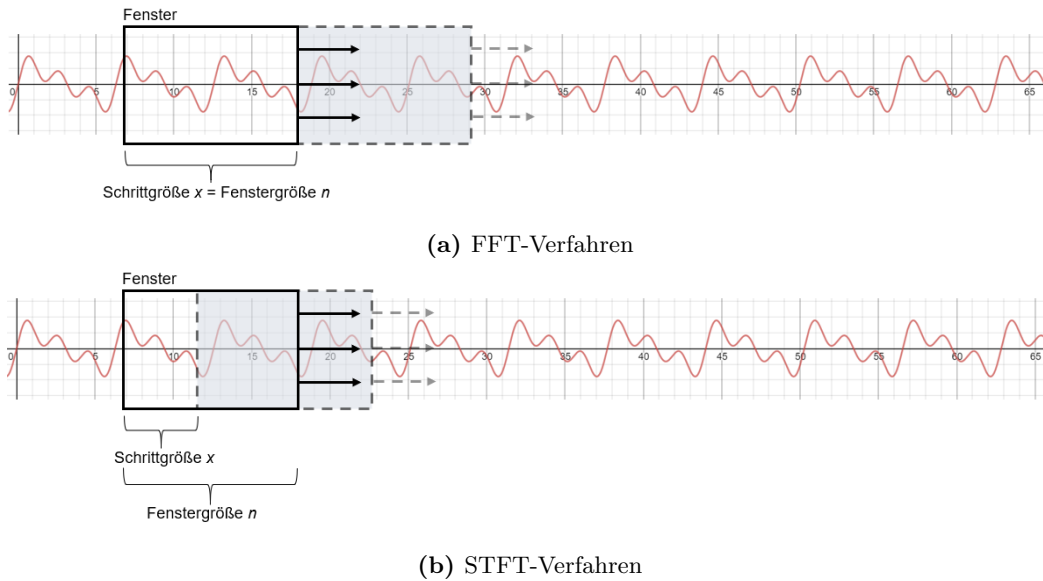 Fenster
0 5 10 15 20 25 30 35 40 45 50 55 60 65
Schrittgröße x = Fenstergröße n
(a) FFT-Verfahren
Fenster
0 5 10 15 20 25 30 35 40 45 50 55 60 65
Schrittgröße x
Fenstergröße n
(b) STFT-Verfahren